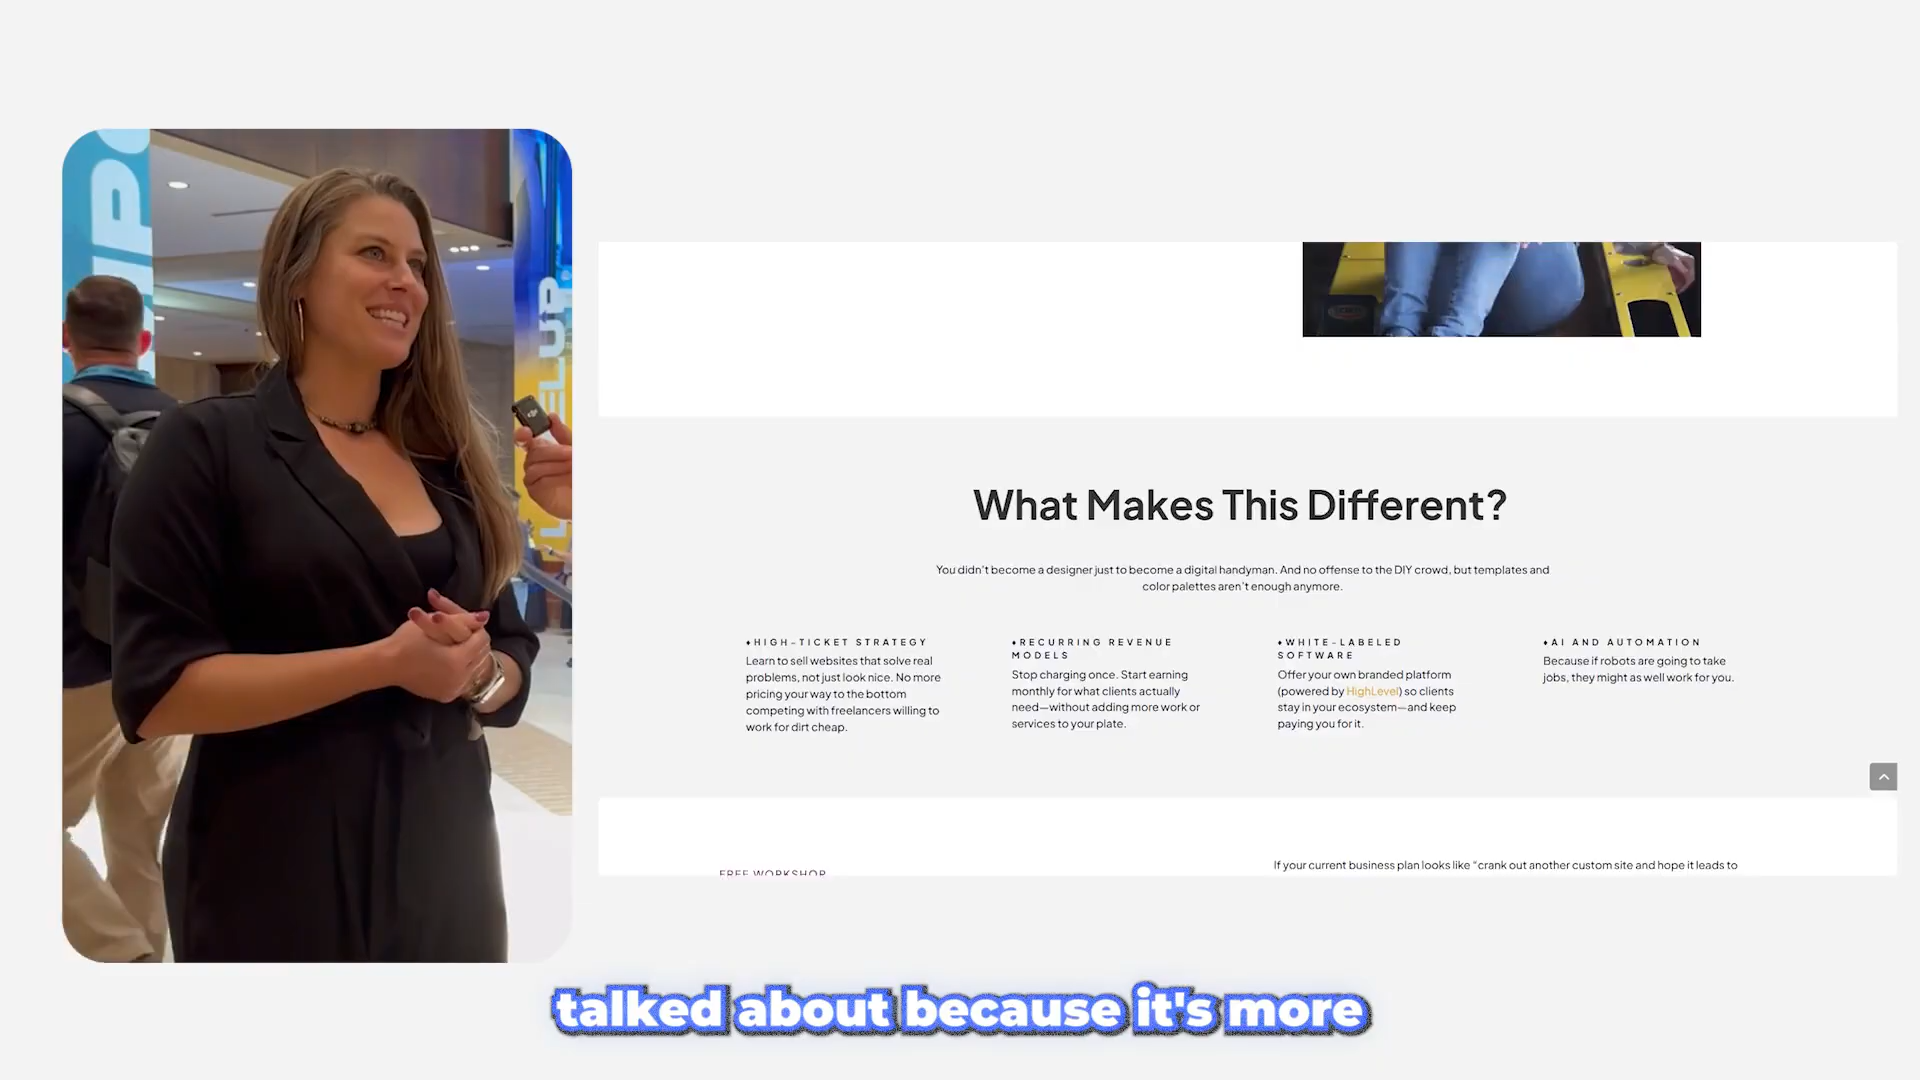 LEVELUP
What Makes This Different?
You didn't become a designer just to become a digital handyman. And no offense to the DIY crowd, but templates and
color palettes aren't enough anymore.
♦HIGH-TICKET STRATEGY
Learn to sell websites that solve real
problems, not just look nice. No more
pricing your way to the bottom
competing with freelancers willing to
work for dirt cheap.
♦RECURRING REVENUE
MODELS
Stop charging once. Start earning
monthly for what clients actually
need—without adding more work or
services to your plate.
♦WHITE-LABELED
SOFTWARE
Offer your own branded platform
(powered by HighLevel) so clients
stay in your ecosystem—and keep
paying you for it.
♦AI AND AUTOMATION
Because if robots are going to take
jobs, they might as well work for you.
FREE WORKSHOP
If your current business plan looks like "crank out another custom site and hope it leads to
talked about because it's more